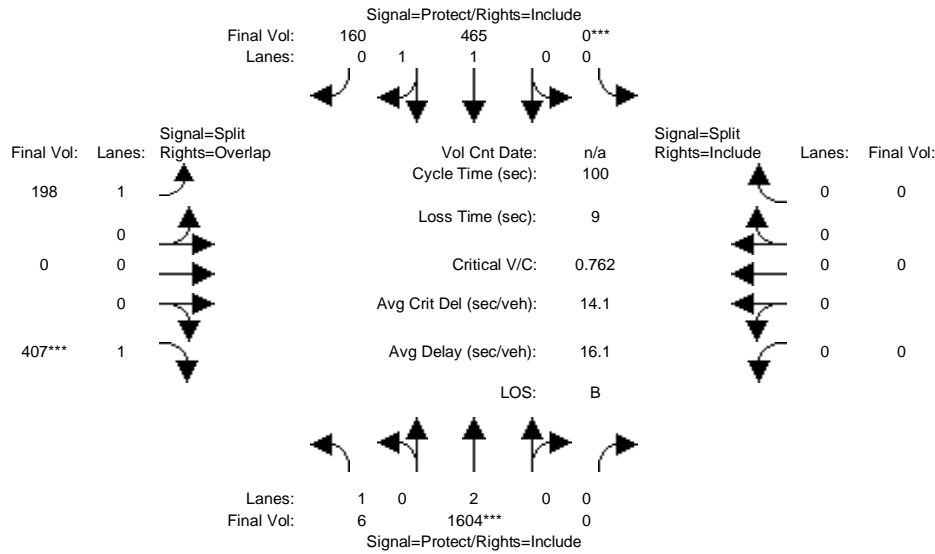 Signal=Protect/Rights=Include
Final Vol: 160 465 0***
Lanes: 0 1 1 0 0
Signal=Split Signal=Split
Final Vol: Lanes: Rights=Overlap Vol Cnt Date: n/a Rights=Include Lanes: Final Vol:
Cycle Time (sec): 100
198 1 0 0
Loss Time (sec): 9
0 0
0 0 Critical V/C: 0.762 0 0
0 Avg Crit Del (sec/veh): 14.1 0
407*** 1 Avg Delay (sec/veh): 16.1 0 0
LOS: B
Lanes: 1 0 2 0 0
Final Vol: 6 1604*** 0
Signal=Protect/Rights=Include